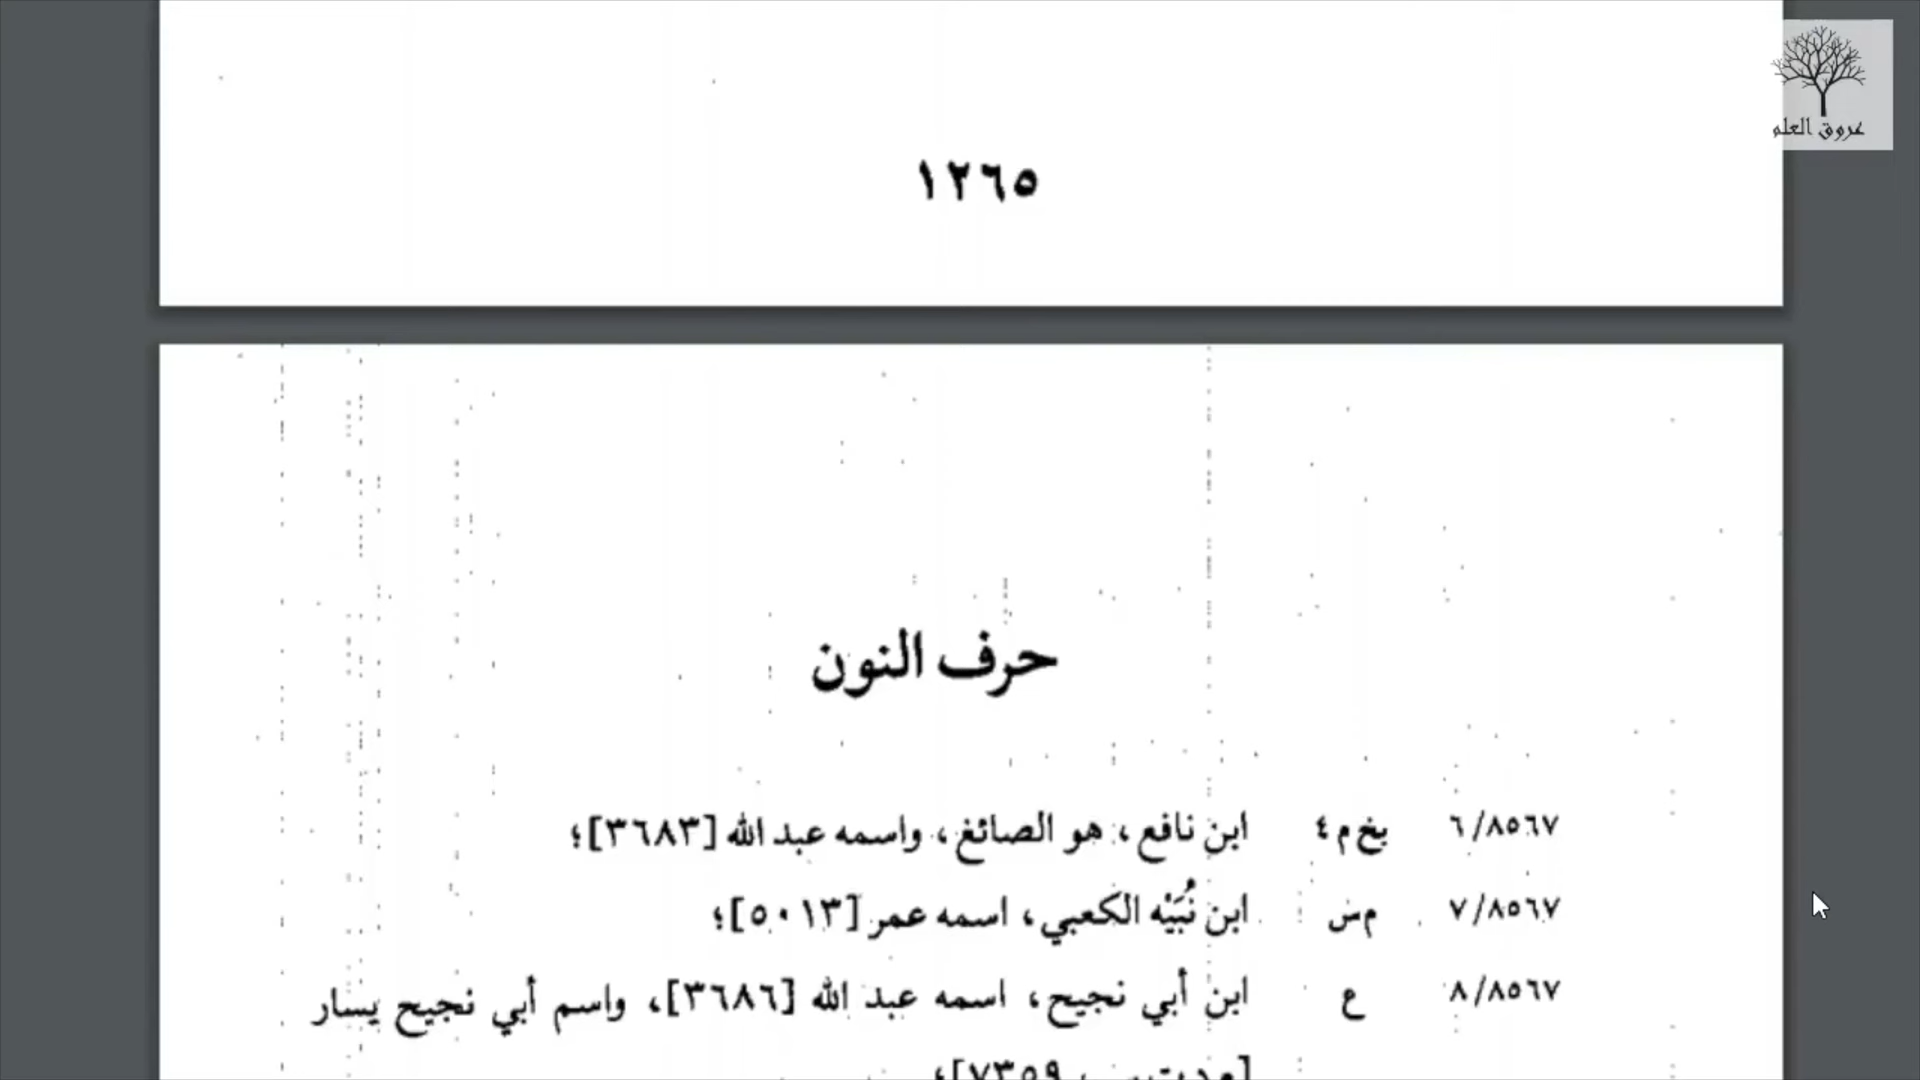 عروق العلم
١٢٦٥
حرف النون
٦/٨٥٦٧ بخ م ٤ ابن نافع، هو الصائغ، واسمه عبد الله [٣٦٨٣]؛
٧/٨٥٦٧ م س ابن نُبَيْه الكعبي، اسمه عمر [٥٠١٣]؛
٨/٨٥٦٧ ع ابن أبي نجيح، اسمه عبد الله [٣٦٨٦]، واسم أبي نجيح يسار
٧٣٥٩]؛